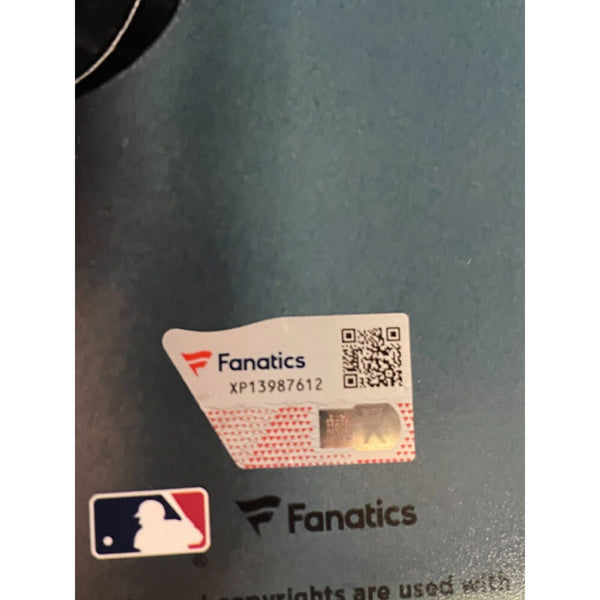 Fanatics
XP13987612
Fanatics
®
copyrights are used with